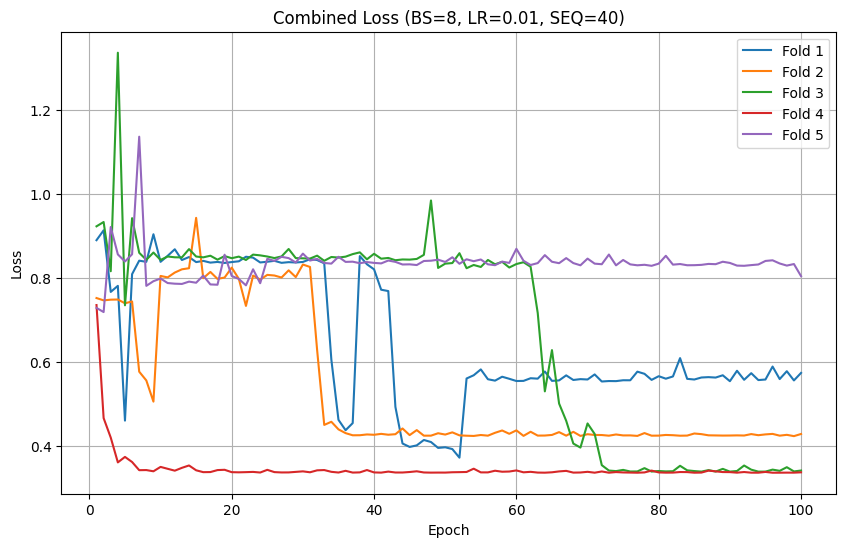 Combined Loss (BS=8, LR=0.01, SEQ=40)
Loss
1.2
1.0
0.8
0.6
0.4
0
20
40
60
80
100
Epoch
Fold 1
Fold 2
Fold 3
Fold 4
Fold 5